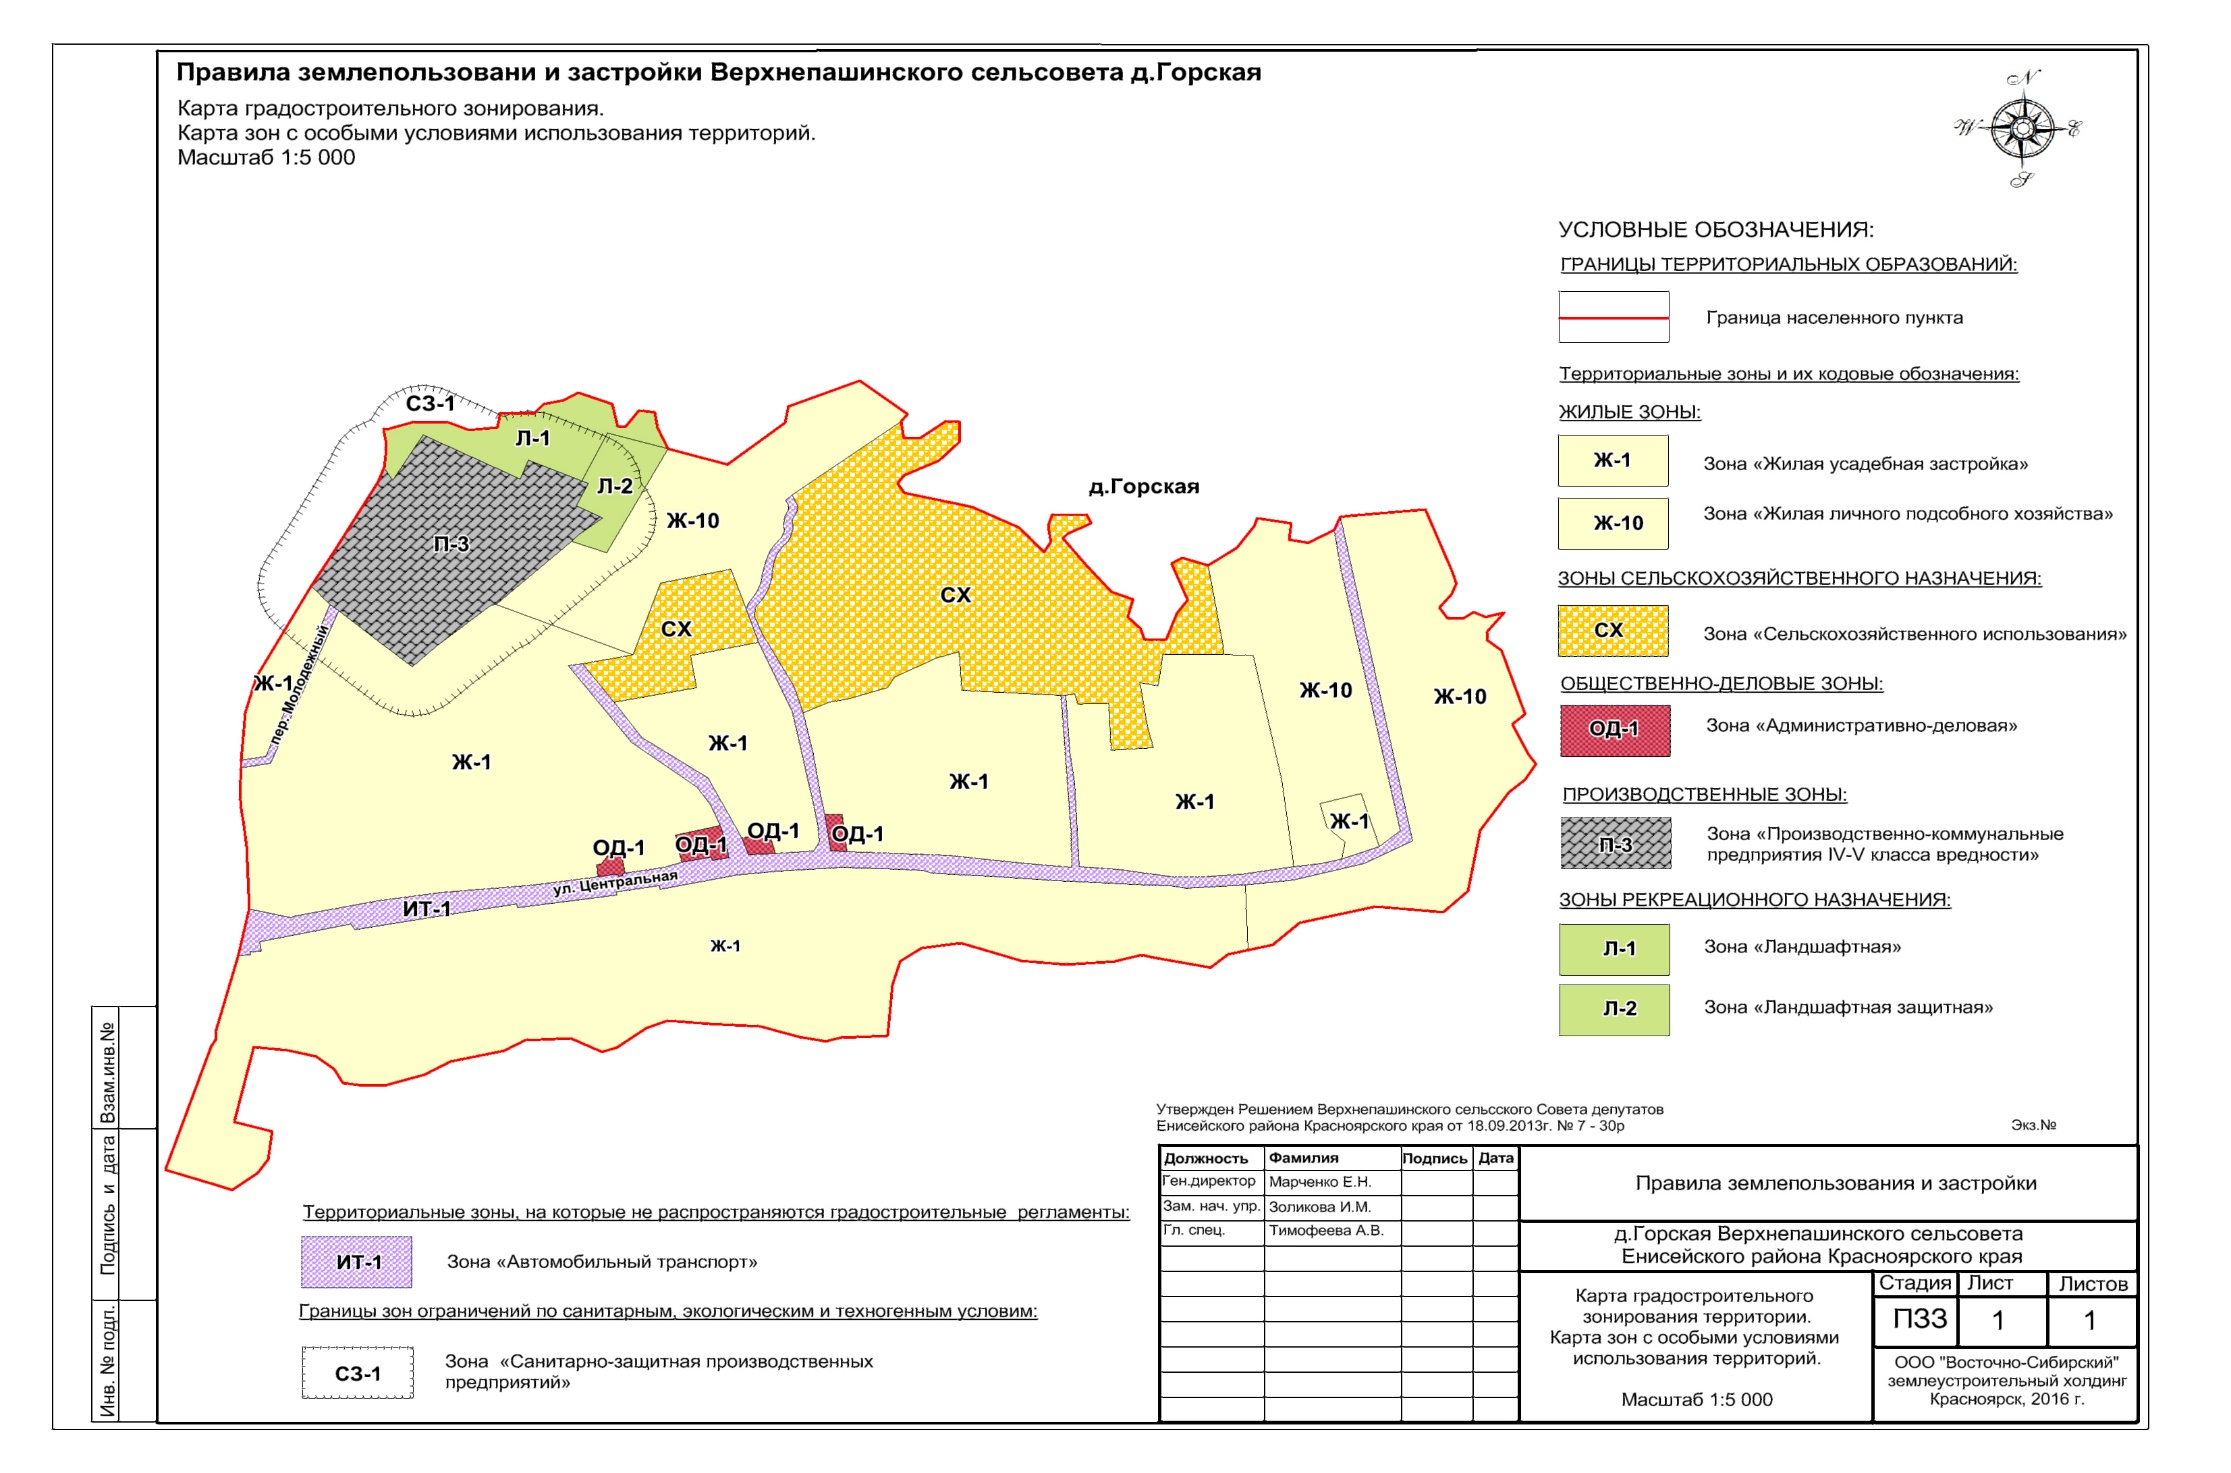 Правила землепользовани и застройки Верхнепашинского сельсовета д.Горская
Карта градостроительного зонирования.
Карта зон с особыми условиями использования территорий.
Масштаб 1:5 000
N
W
E
S
УСЛОВНЫЕ ОБОЗНАЧЕНИЯ:
ГРАНИЦЫ ТЕРРИТОРИАЛЬНЫХ ОБРАЗОВАНИЙ:
Граница населенного пункта
Территориальные зоны и их кодовые обозначения:
ЖИЛЫЕ ЗОНЫ:
Ж-1
Зона «Жилая усадебная застройка»
Ж-10
Зона «Жилая личного подсобного хозяйства»
ЗОНЫ СЕЛЬСКОХОЗЯЙСТВЕННОГО НАЗНАЧЕНИЯ:
СХ
Зона «Сельскохозяйственного использования»
ОБЩЕСТВЕННО-ДЕЛОВЫЕ ЗОНЫ:
ОД-1
Зона «Административно-деловая»
ПРОИЗВОДСТВЕННЫЕ ЗОНЫ:
П-3
Зона «Производственно-коммунальные
предприятия IV-V класса вредности»
ЗОНЫ РЕКРЕАЦИОННОГО НАЗНАЧЕНИЯ:
Л-1
Зона «Ландшафтная»
Л-2
Зона «Ландшафтная защитная»
СЗ-1
Л-1
Л-2
д.Горская
Ж-10
П-3
СХ
СХ
Ж-1
пер. Молодежный
Ж-10
Ж-10
Ж-1
Ж-1
Ж-1
Ж-1
Ж-1
ОД-1
ОД-1
ОД-1
ОД-1
ул. Центральная
ИТ-1
Ж-1
Взам.инв.№
Подпись и дата
Инв. № подл.
Территориальные зоны, на которые не распространяются градостроительные регламенты:
ИТ-1
Зона «Автомобильный транспорт»
Границы зон ограничений по санитарным, экологическим и техногенным условим:
СЗ-1
Зона «Санитарно-защитная производственных
предприятий»
Утвержден Решением Верхнепашинского сельсского Совета депутатов
Енисейского района Красноярского края от 18.09.2013г. № 7 - 30р
Экз.№
Должность Фамилия Подпись Дата
Ген.директор Марченко Е.Н.
Зам. нач. упр. Золикова И.М.
Гл. спец. Тимофеева А.В.
Правила землепользования и застройки
д.Горская Верхнепашинского сельсовета
Енисейского района Красноярского края
Карта градостроительного
зонирования территории.
Карта зон с особыми условиями
использования территорий.
Масштаб 1:5 000
Стадия Лист Листов
ПЗЗ 1 1
ООО "Восточно-Сибирский"
землеустроительный холдинг
Красноярск, 2016 г.